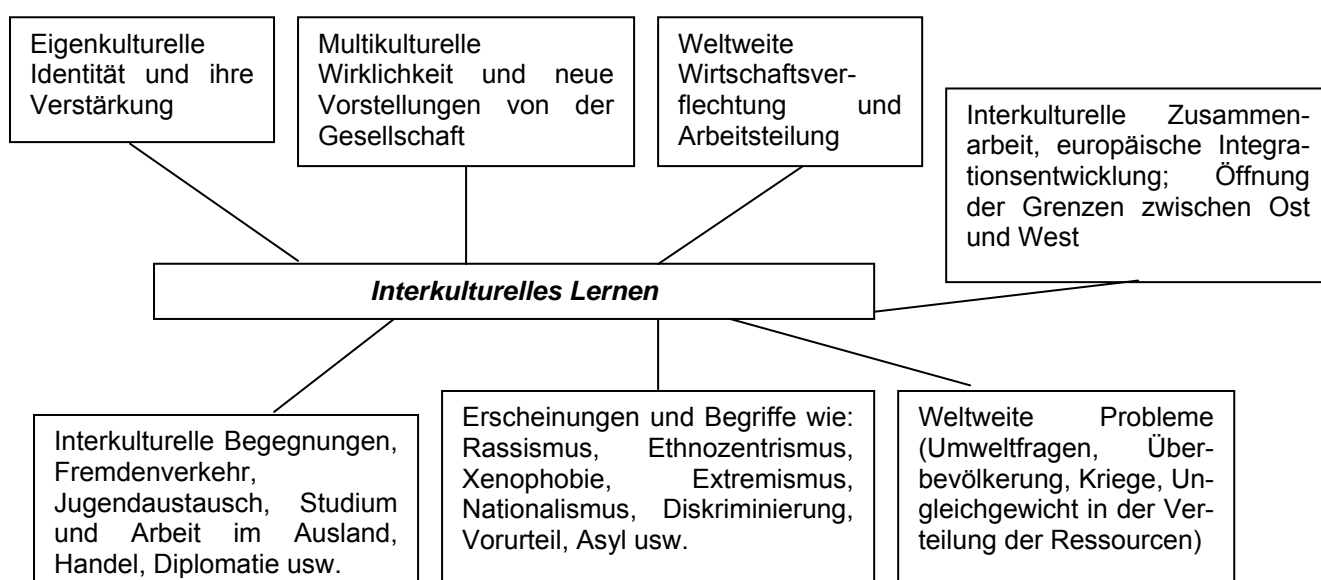 Eigenkulturelle
Identität und ihre
Verstärkung
Multikulturelle
Wirklichkeit und neue
Vorstellungen von der
Gesellschaft
Weltweite
Wirtschaftsver-
flechtung und
Arbeitsteilung
Interkulturelle Zusammen-
arbeit, europäische Integra-
tionsentwicklung; Öffnung
der Grenzen zwischen Ost
und West
Interkulturelles Lernen
Interkulturelle Begegnungen,
Fremdenverkehr,
Jugendaustausch, Studium
und Arbeit im Ausland,
Handel, Diplomatie usw.
Erscheinungen und Begriffe wie:
Rassismus, Ethnozentrismus,
Xenophobie, Extremismus,
Nationalismus, Diskriminierung,
Vorurteil, Asyl usw.
Weltweite Probleme
(Umweltfragen, Über-
bevölkerung, Kriege, Un-
gleichgewicht in der Ver-
teilung der Ressourcen)